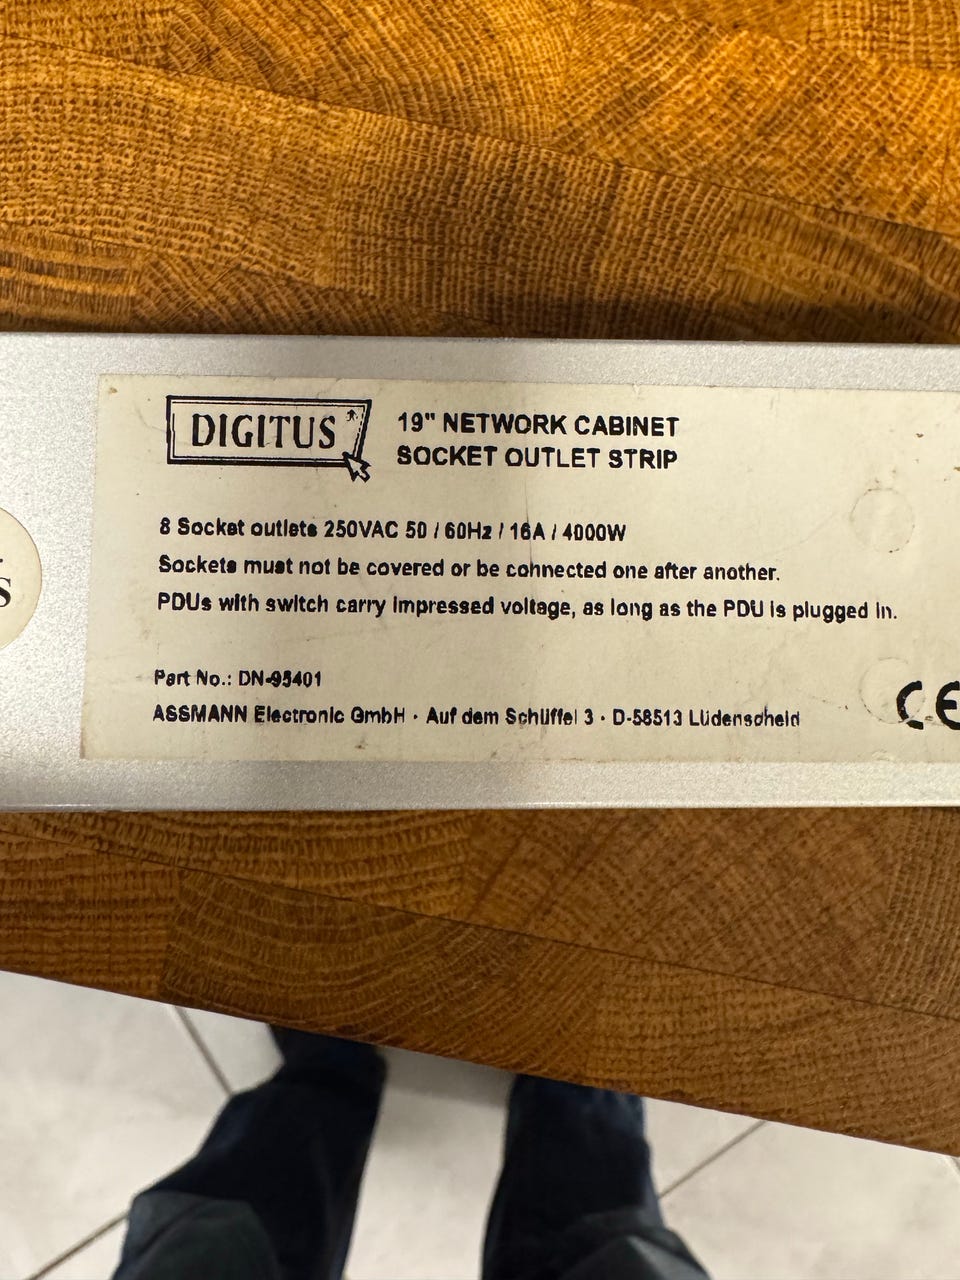 DIGITUS
19" NETWORK CABINET
SOCKET OUTLET STRIP
8 Socket outlets 250VAC 50 / 60Hz / 16A / 4000W
Sockets must not be covered or be connected one after another.
PDUs with switch carry impressed voltage, as long as the PDU is plugged in.
Part No.: DN-95401
ASSMANN Electronic GmbH · Auf dem Schüffel 3 · D-58513 Lüdenscheid
CE
S